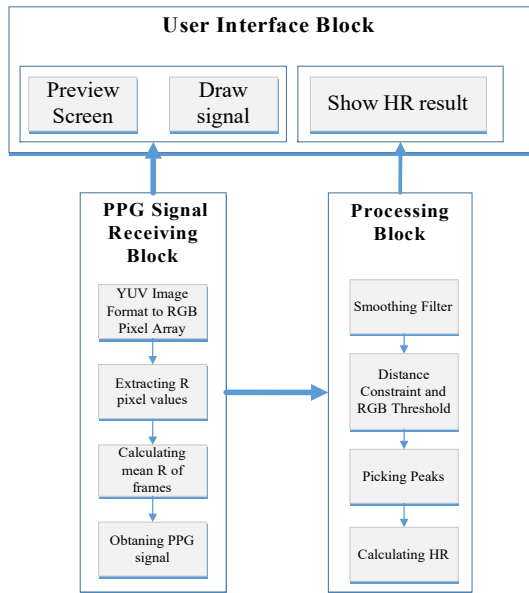 User Interface Block
Preview
Screen
Draw
signal
Show HR result
PPG Signal
Receiving
Block
YUV Image
Format to RGB
Pixel Array
Extracting R
pixel values
Calculating
mean R of
frames
Obtaning PPG
signal
Processing
Block
Smoothing Filter
Distance
Constraint and
RGB Threshold
Picking Peaks
Calculating HR